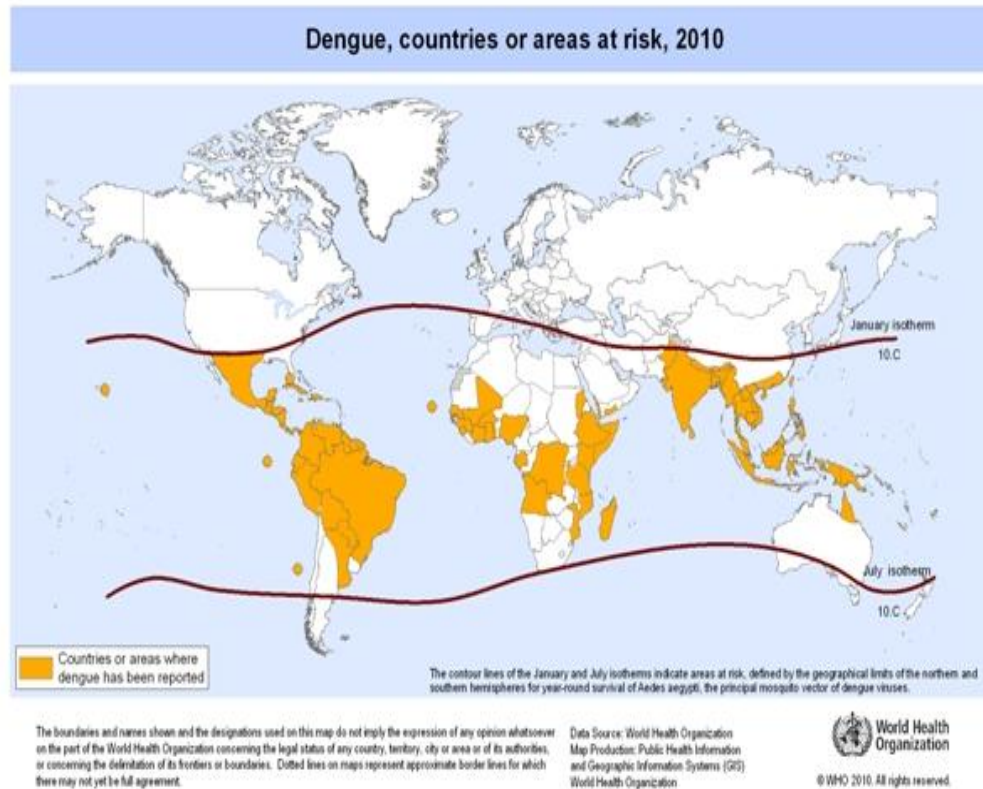 Dengue, countries or areas at risk, 2010
January isotherm
10.C
July isotherm
10.C
Countries or areas where
dengue has been reported
The contour lines of the January and July isotherms indicate areas at risk, defined by the geographical limits of the northern and
southern hemispheres for year-round survival of Aedes aegypti, the principal mosquito vector of dengue viruses.
The boundaries and names shown and the designations used on this map do not imply the expression of any opinion whatsoever
on the part of the World Health Organization concerning the legal status of any country, territory, city or area or of its authorities,
or concerning the delimitation of its frontiers or boundaries. Dotted lines on maps represent approximate border lines for which
there may not yet be full agreement.
Data Source: World Health Organization
Map Production: Public Health Information
and Geographic Information Systems (GIS)
World Health Organization
World Health
Organization
© WHO 2010. All rights reserved.